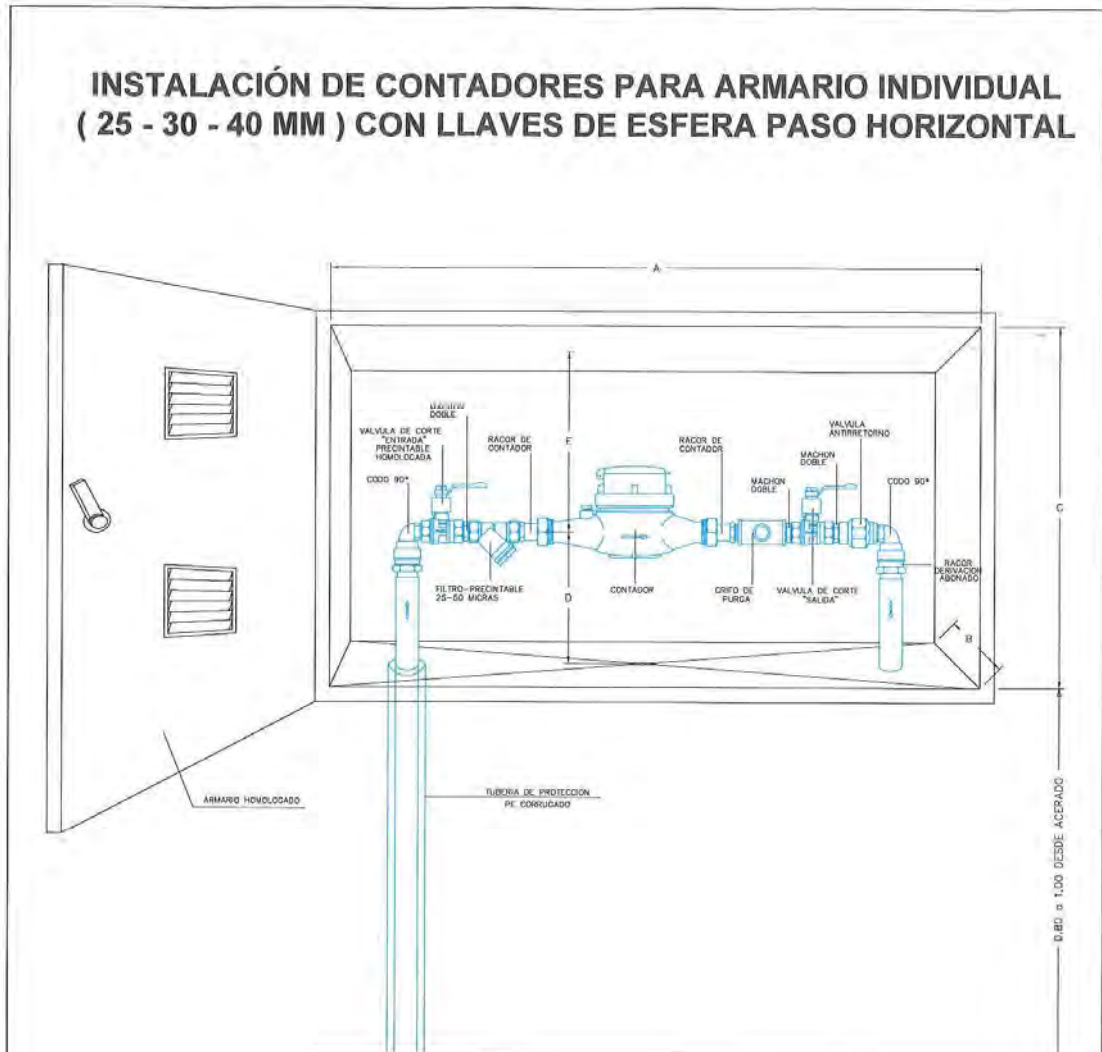 INSTALACIÓN DE CONTADORES PARA ARMARIO INDIVIDUAL
( 25 - 30 - 40 MM ) CON LLAVES DE ESFERA PASO HORIZONTAL
A
DOBLE
VALVULA DE CORTE
"ENTRADA"
PRECINTABLE
HOMOLOGADA
RACOR DE
CONTADOR
E
RACOR DE
CONTADOR
VALVULA
ANTIRRETORNO
MACHON
DOBLE
CODO 90°
MACHON
DOBLE
CODO 90°
C
RACOR
DERIVACION
ABONADO
FILTRO-PRECINTABLE
25-50 MICRAS
D
CONTADOR
GRIFO DE
PURGA
VALVULA DE CORTE
"SALIDA"
B
ARMARIO HOMOLOGADO
TUBERIA DE PROTECCION
PE CORRUGADO
0.80 a 1.00 DESDE ACERADO